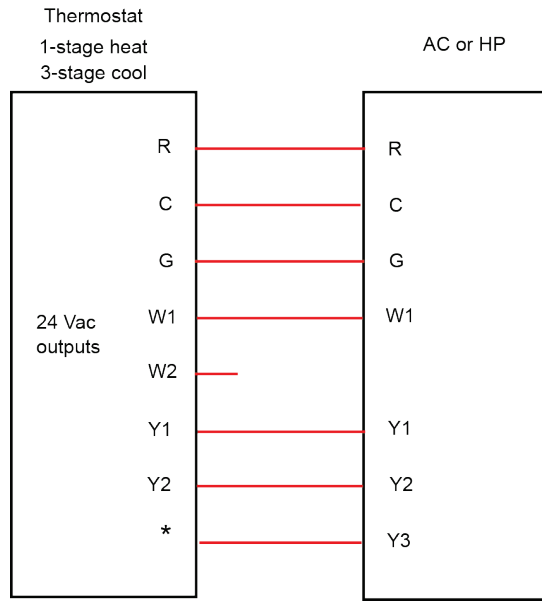 Thermostat
1-stage heat
3-stage cool
AC or HP
R
R
C
C
G
G
W1
W1
24 Vac
outputs
W2
Y1
Y1
Y2
Y2
*
Y3